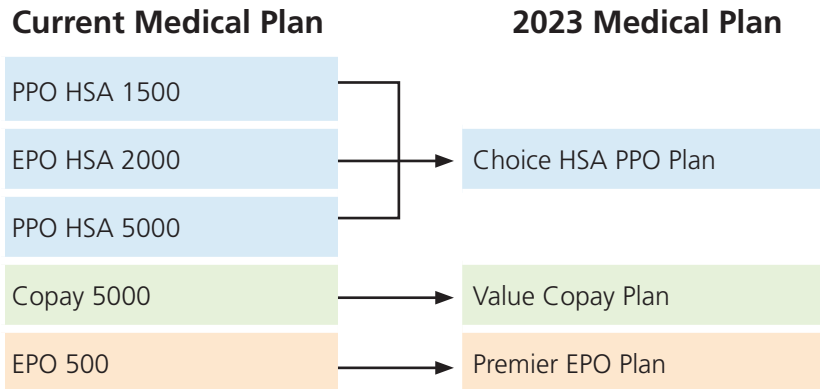 Current Medical Plan
2023 Medical Plan
PPO HSA 1500
EPO HSA 2000
Choice HSA PPO Plan
PPO HSA 5000
Copay 5000
Value Copay Plan
EPO 500
Premier EPO Plan